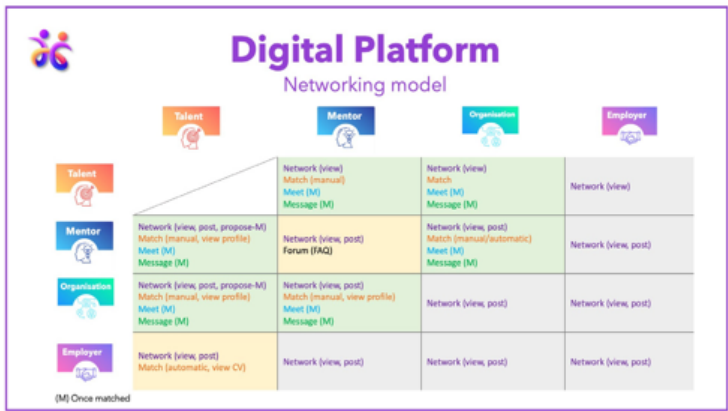 Digital Platform
Networking model
Talent
Mentor
Organisation
Employer
Talent
Network (view)
Match (manual)
Meet (M)
Message (M)
Network (view)
Match
Meet (M)
Message (M)
Network (view)
Mentor
Network (view, post, propose-M)
Match (manual, view profile)
Meet (M)
Message (M)
Network (view, post)
Forum (FAQ)
Network (view, post)
Match (manual/automatic)
Meet (M)
Message (M)
Network (view, post)
Organisation
Network (view, post, propose-M)
Match (manual, view profile)
Meet (M)
Message (M)
Network (view, post)
Match (manual, view profile)
Meet (M)
Message (M)
Network (view, post)
Network (view, post)
Employer
Network (view, post)
Match (automatic, view CV)
Network (view, post)
Network (view, post)
Network (view, post)
(M) Once matched